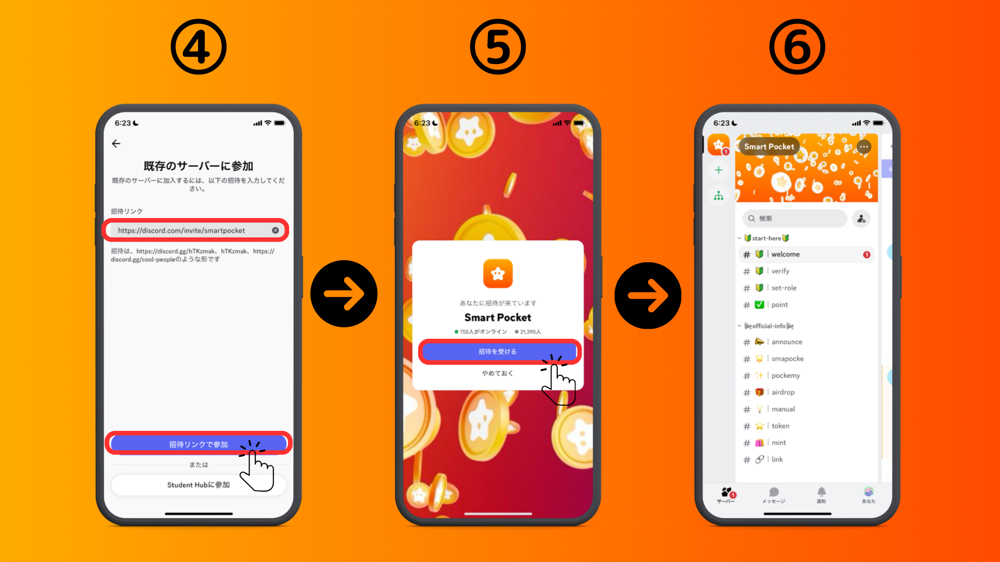 ④
6:23
既存のサーバーに参加
既存のサーバーに加入するには、以下の招待を入力してくだ
さい。
招待リンク
https://discord.com/invite/smartpocket
招待は、https://discord.gg/hTKzmak、hTKzmak、https://
discord.gg/cool-peopleのような形です
招待リンクで参加
または
Student Hubに参加
⑤
6:23
あなたに招待が来ています
Smart Pocket
755人がオンライン 21,395人
招待を受ける
やめておく
⑥
6:23
1
Smart Pocket
6
検索
start-here
# | welcome 1
# | verify
# | set-role
# | point
official-info
# | announce
# | smapocke
# | pockemy
# | airdrop
# | manual
# | token
# | mint
# | link
1
サーバー メッセージ 通知 あなた